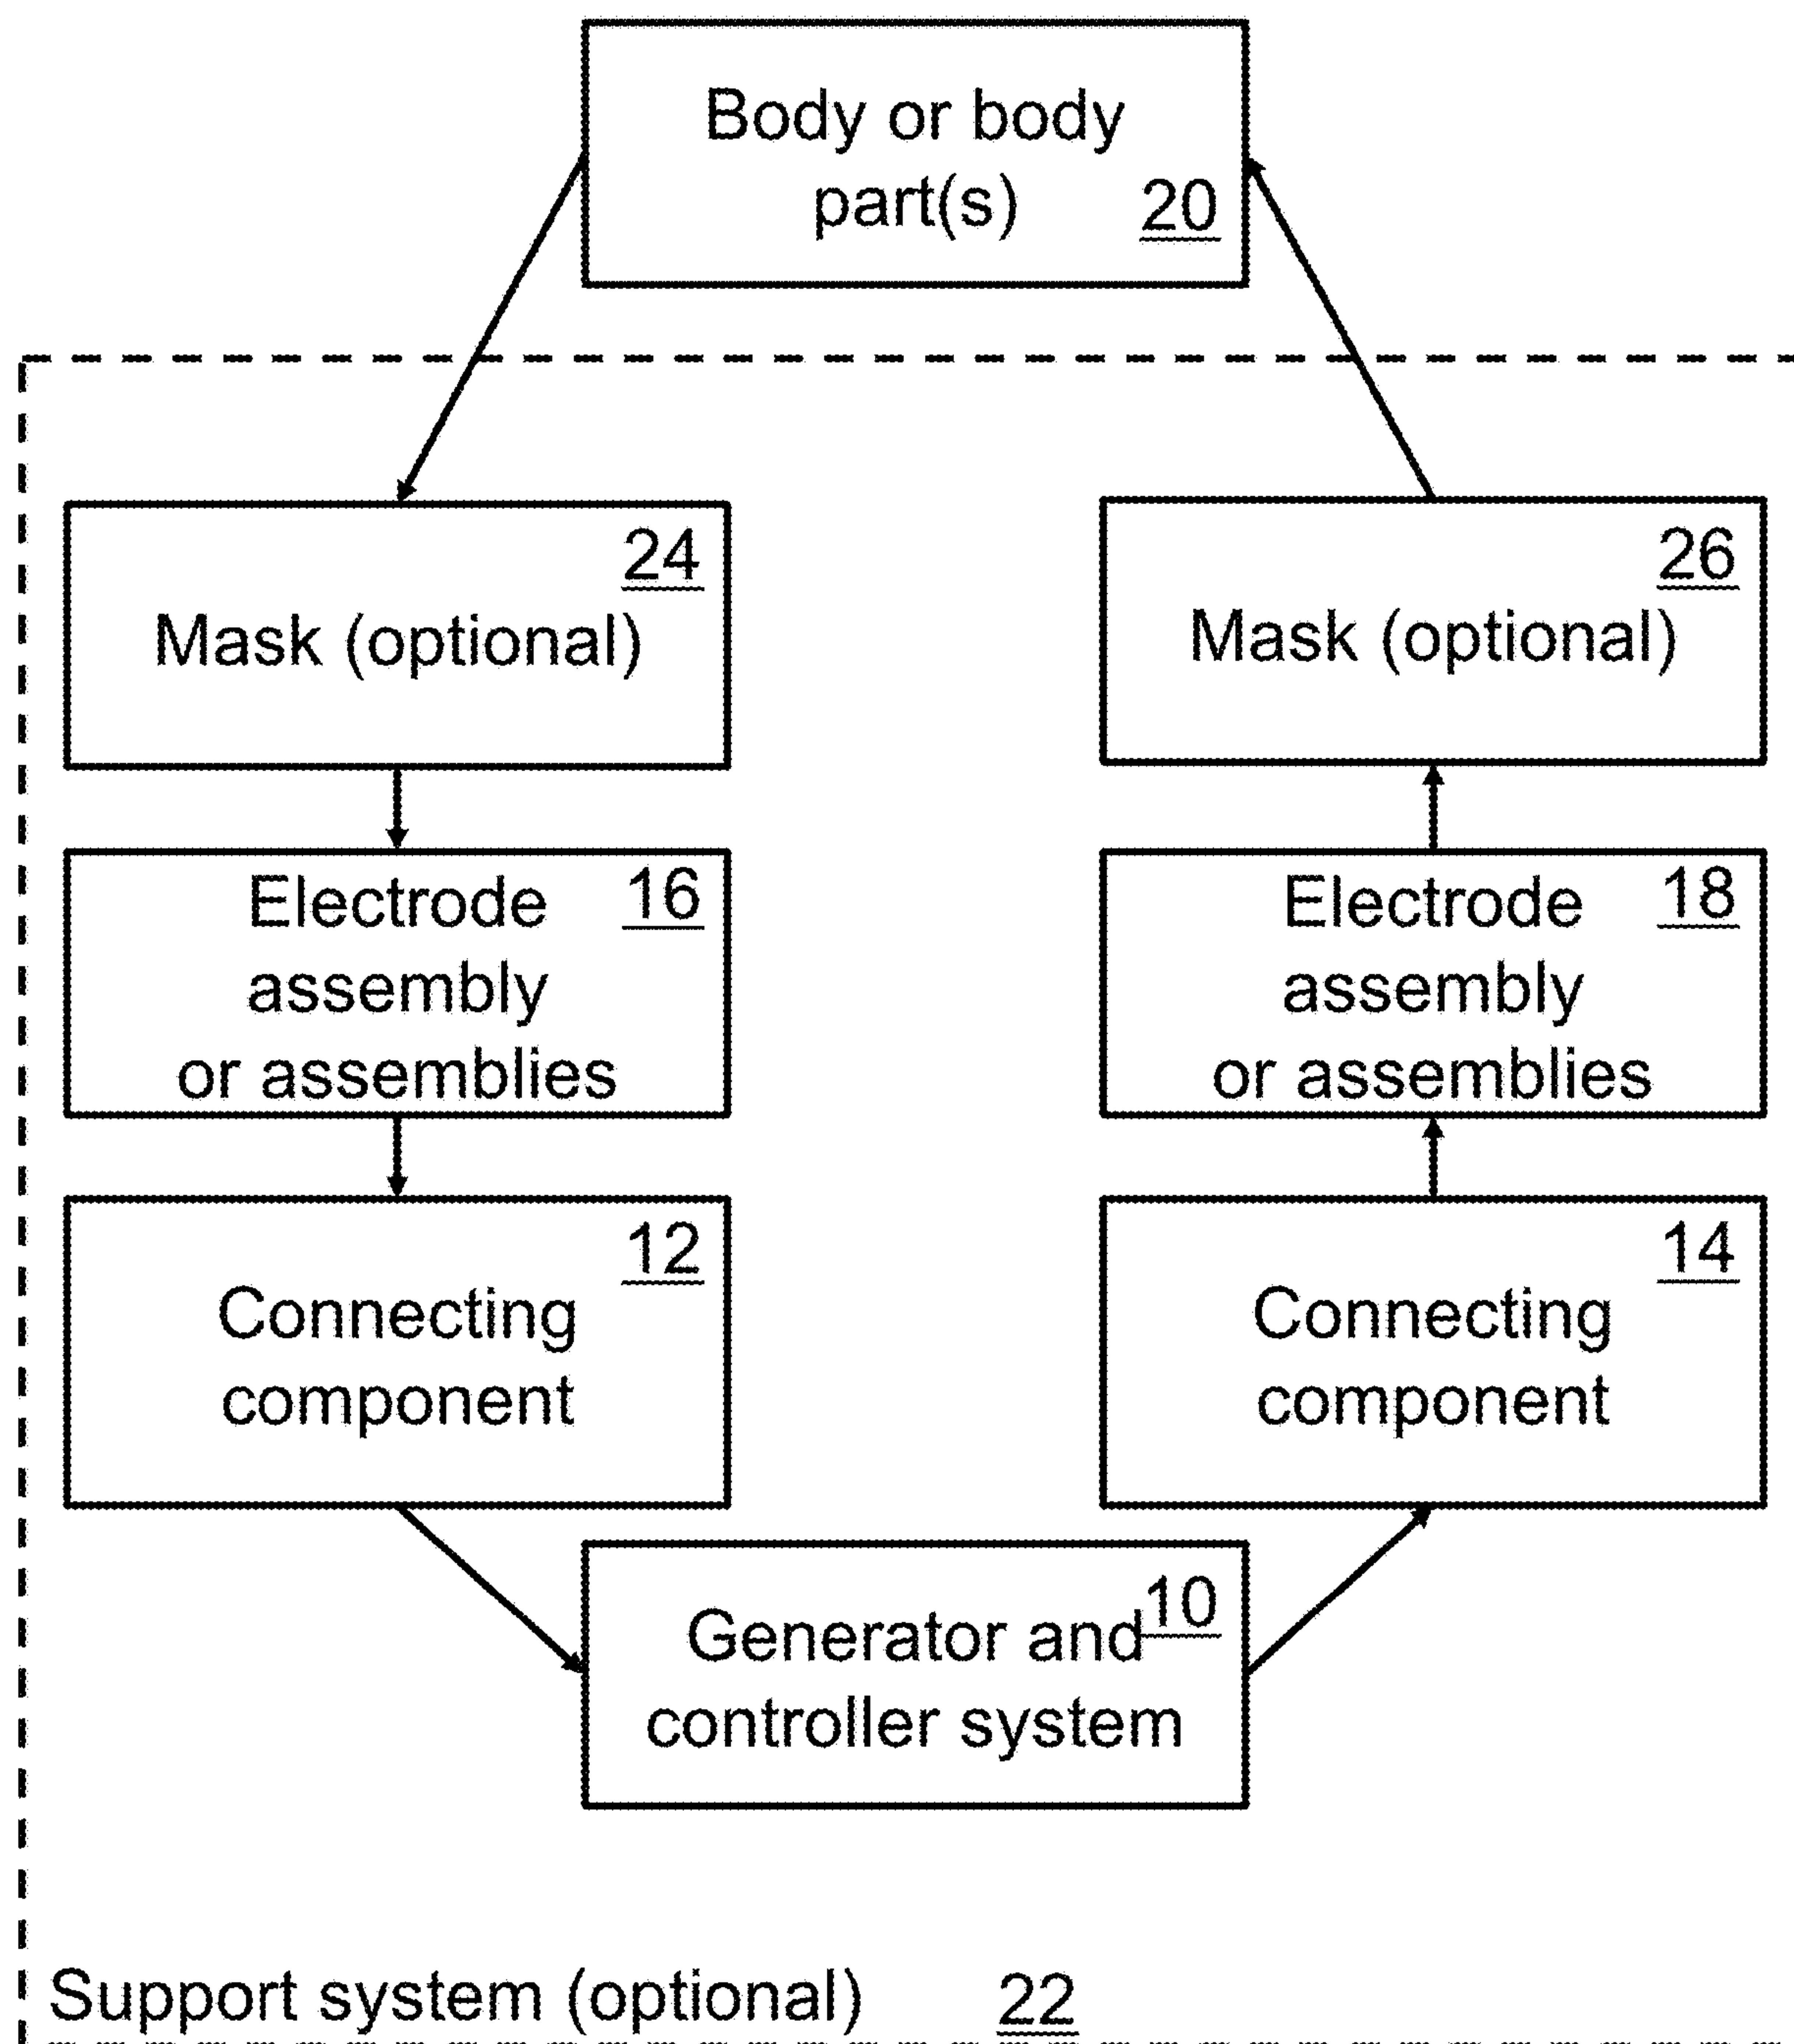 Body or body
part(s) 20
24
Mask (optional)
26
Mask (optional)
Electrode 16
assembly
or assemblies
Electrode 18
assembly
or assemblies
12
Connecting
component
14
Connecting
component
10
Generator and
controller system
Support system (optional) 22